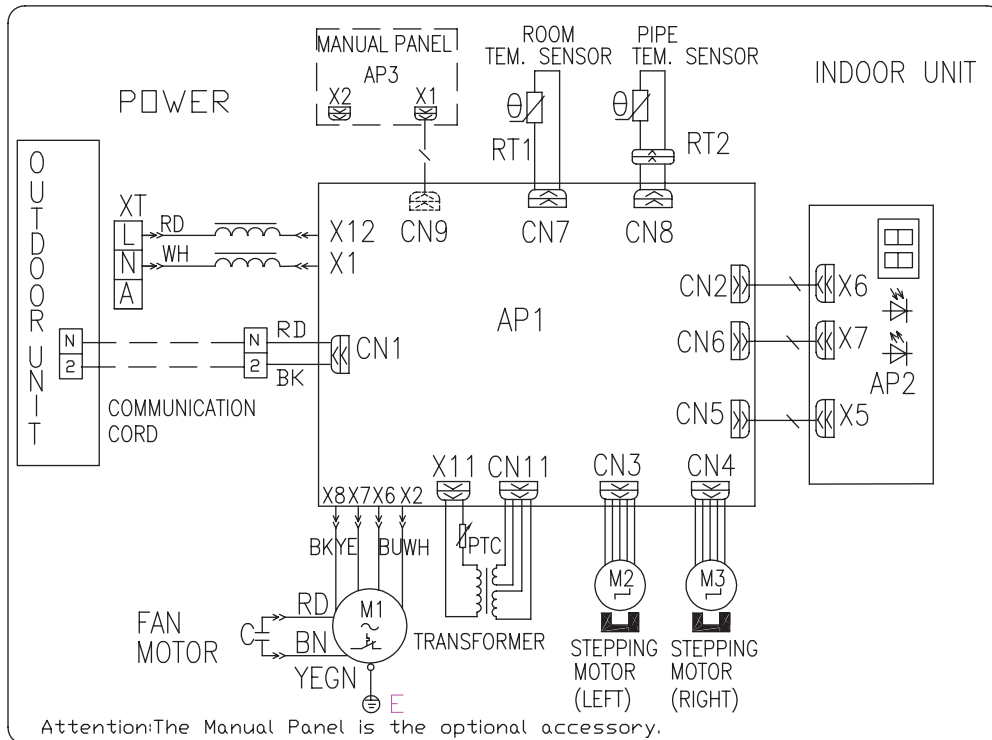 MANUAL PANEL
AP3
X2 X1
ROOM
TEM. SENSOR
PIPE
TEM. SENSOR
INDOOR UNIT
POWER
θ
θ
RT1
RT2
OUTDOOR UNIT
XT
L
N
A
RD
WH
X12
X1
CN9
CN7
CN8
N
2
N
2
RD
BK
CN1
COMMUNICATION
CORD
AP1
CN2
CN6
CN5
X6
X7
X5
AP2
X8 X7 X6 X2
BK YE BU WH
X11
CN11
CN3
CN4
PTC
M2
M3
FAN
MOTOR
C
RD
BN
YEGN
M1
~
E
TRANSFORMER
STEPPING
MOTOR
(LEFT)
STEPPING
MOTOR
(RIGHT)
Attention:The Manual Panel is the optional accessory.